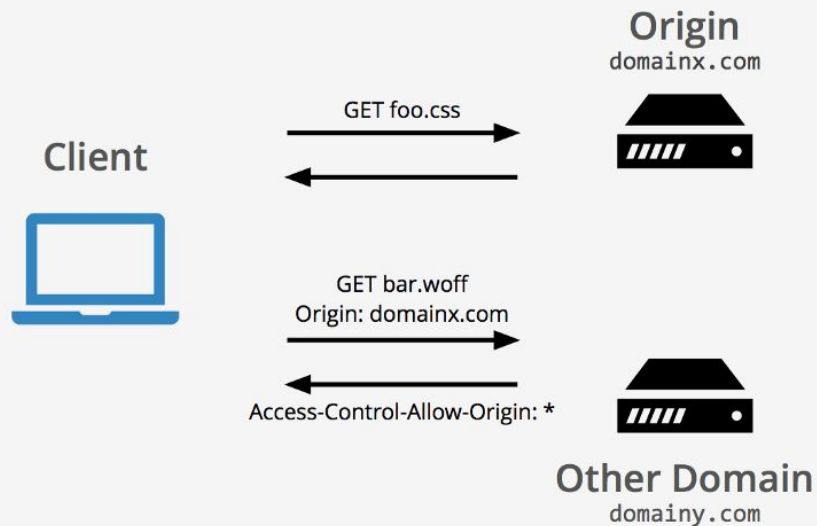 Origin
domainx.com
GET foo.css
Client
GET bar.woff
Origin: domainx.com
Access-Control-Allow-Origin: *
Other Domain
domainy.com